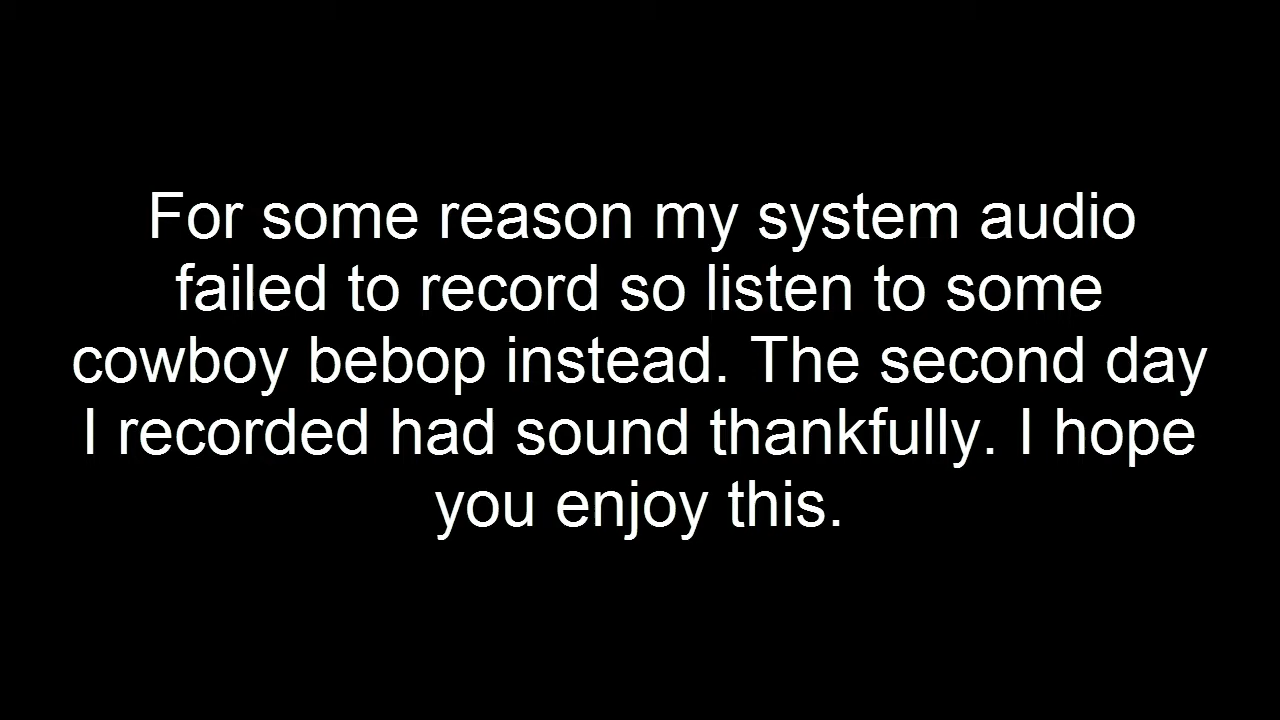 For some reason my system audio
failed to record so listen to some
cowboy bebop instead. The second day
I recorded had sound thankfully. I hope
you enjoy this.